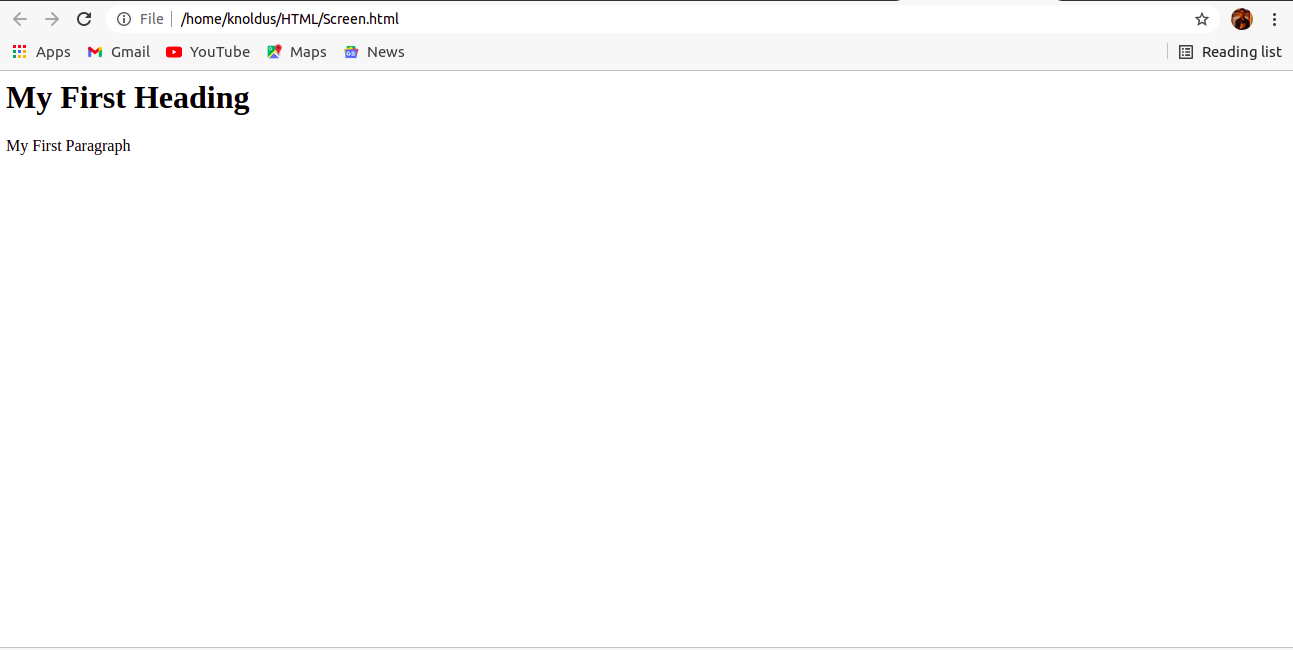 File /home/knoldus/HTML/Screen.html
Apps Gmail YouTube Maps News Reading list
My First Heading
My First Paragraph